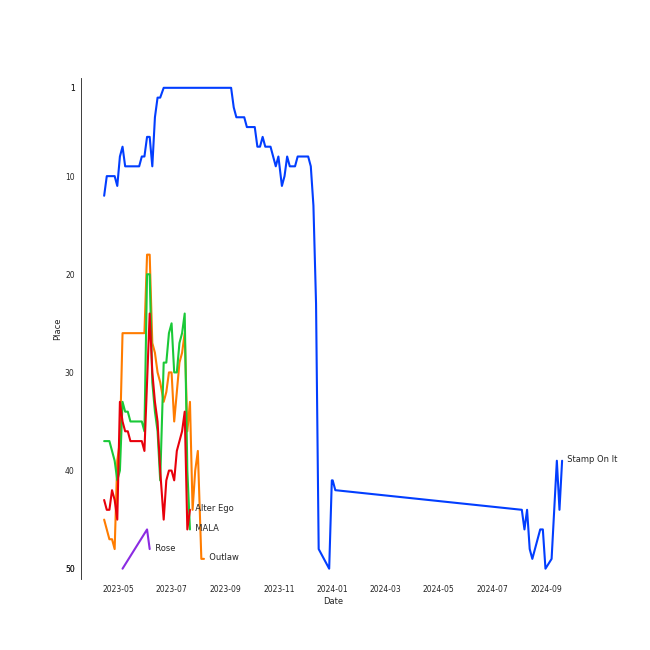 1
10
20
30
40
50
Place
Stamp On It
Alter Ego
MALA
Rose
Outlaw
2023-05
2023-07
2023-09
2023-11
2024-01
2024-03
2024-05
2024-07
2024-09
Date